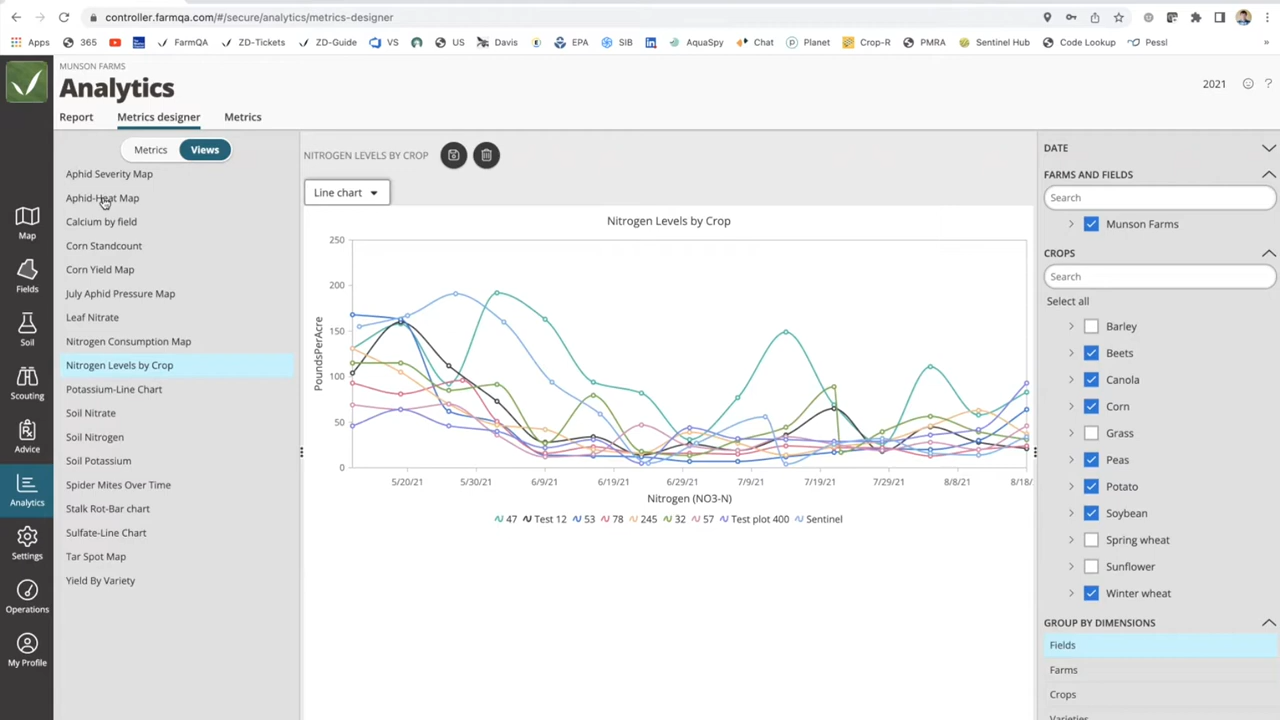 controller.farmqa.com/#/secure/analytics/metrics-designer
Apps 365 FarmQA ZD-Tickets ZD-Guide VS US Davis EPA SIB AquaSpy Chat Planet Crop-R PMRA Sentinel Hub Code Lookup Pessl »
MUNSON FARMS
Analytics
2021 ?
Report Metrics designer Metrics
Map
Fields
Soil
Scouting
Advice
Analytics
Settings
Operations
My Profile
Metrics Views
Aphid Severity Map
Aphid-Heat Map
Calcium by field
Corn Standcount
Corn Yield Map
July Aphid Pressure Map
Leaf Nitrate
Nitrogen Consumption Map
Nitrogen Levels by Crop
Potassium-Line Chart
Soil Nitrate
Soil Nitrogen
Soil Potassium
Spider Mites Over Time
Stalk Rot-Bar chart
Sulfate-Line Chart
Tar Spot Map
Yield By Variety
NITROGEN LEVELS BY CROP
Line chart
Nitrogen Levels by Crop
PoundsPerAcre
250
200
150
100
50
0
5/20/21 5/30/21 6/9/21 6/19/21 6/29/21 7/9/21 7/19/21 7/29/21 8/8/21 8/18/
Nitrogen (NO3-N)
47 Test 12 53 78 245 32 57 Test plot 400 Sentinel
DATE
FARMS AND FIELDS
Search
Munson Farms
CROPS
Search
Select all
Barley
Beets
Canola
Corn
Grass
Peas
Potato
Soybean
Spring wheat
Sunflower
Winter wheat
GROUP BY DIMENSIONS
Fields
Farms
Crops
Varieties